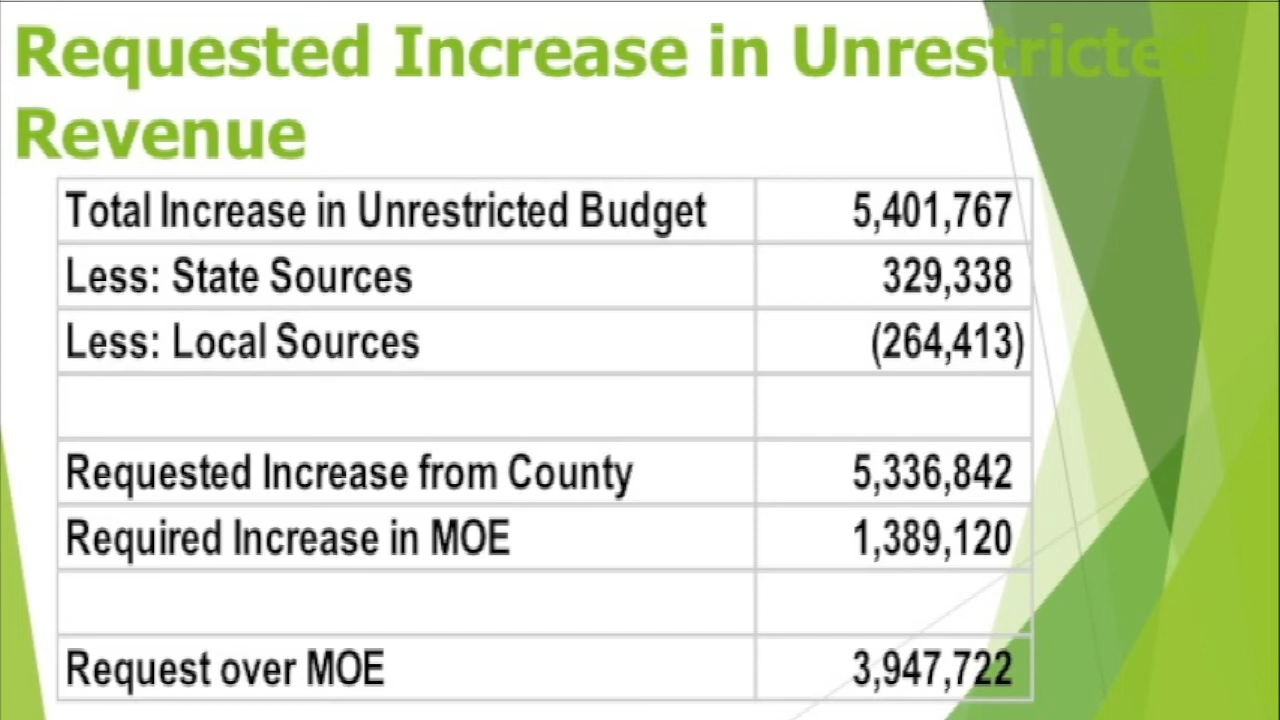 Requested Increase in Unrestricted
Revenue
Total Increase in Unrestricted Budget 5,401,767
Less: State Sources 329,338
Less: Local Sources (264,413)
Requested Increase from County 5,336,842
Required Increase in MOE 1,389,120
Request over MOE 3,947,722